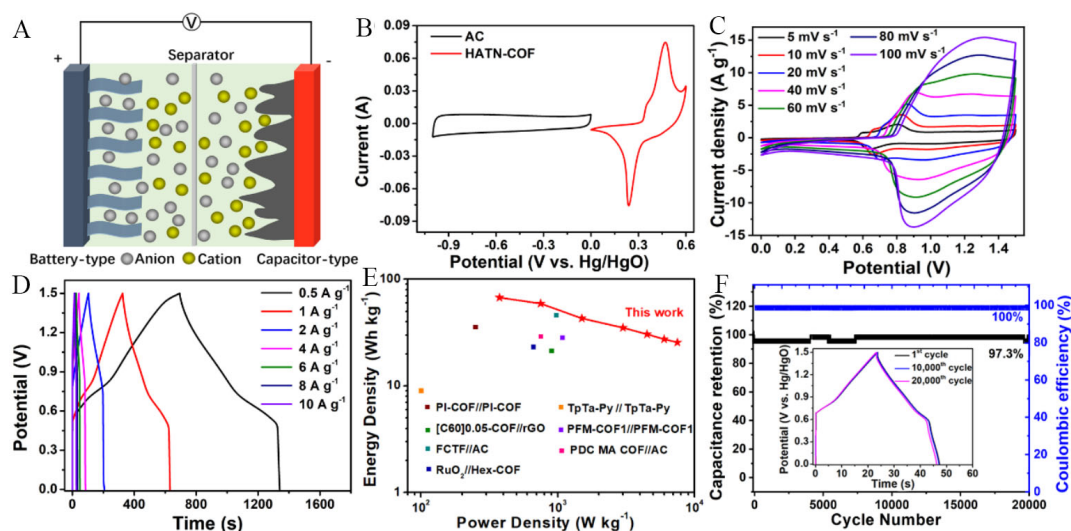 A
V
+
Separator
-
Battery-type
Anion
Cation
Capacitor-type
B
AC
HATN-COF
Current (A)
0.09
0.06
0.03
0.00
-0.03
-0.06
-0.09
-0.9 -0.6 -0.3 0.0 0.3 0.6
Potential (V vs. Hg/HgO)
C
5 mV s⁻¹
10 mV s⁻¹
20 mV s⁻¹
40 mV s⁻¹
60 mV s⁻¹
80 mV s⁻¹
100 mV s⁻¹
Current density (A g⁻¹)
15
10
5
0
-5
-10
-15
0.0 0.4 0.8 1.2 1.6
Potential (V)
D
0.5 A g⁻¹
1 A g⁻¹
2 A g⁻¹
4 A g⁻¹
6 A g⁻¹
8 A g⁻¹
10 A g⁻¹
Potential (V)
1.5
1.2
0.9
0.6
0.3
0.0
0 400 800 1200 1600
Time (s)
E
This work
PI-COF//PI-COF
[C60]0.05-COF//rGO
FCTF//AC
RuO₂//Hex-COF
TpTa-Py// TpTa-Py
PFM-COF1//PFM-COF1
PDC MA COF//AC
Energy Density (Wh kg⁻¹)
100
10
1
10² 10³ 10⁴
Power Density (W kg⁻¹)
F
Capacitance retention (%)
120
100
80
60
40
20
0
100%
97.3%
Coulombic efficiency (%)
100
80
60
40
20
0
0 5000 10000 15000 20000
Cycle Number
1ˢᵗ cycle
10,000ᵗʰ cycle
20,000ᵗʰ cycle
Potential (V vs. Hg/HgO)
1.5
1.2
0.9
0.6
0.3
0.0
0 10 20 30 40 50 60
Time (s)